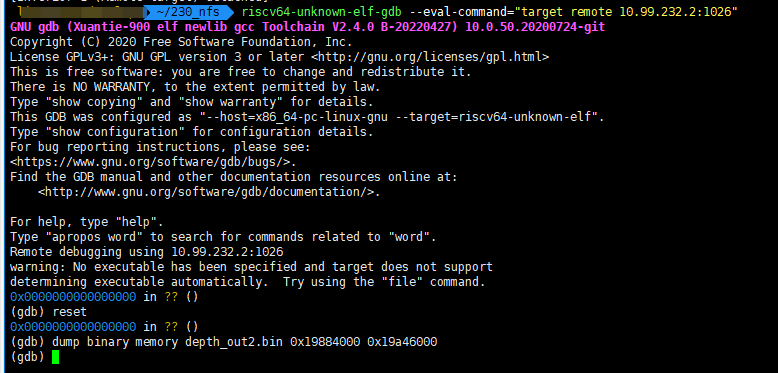 ~/230_nfs riscv64-unknown-elf-gdb --eval-command="target remote 10.99.232.2:1026"
GNU gdb (Xuantie-900 elf newlib gcc Toolchain V2.4.0 B-20220427) 10.0.50.20200724-git
Copyright (C) 2020 Free Software Foundation, Inc.
License GPLv3+: GNU GPL version 3 or later <http://gnu.org/licenses/gpl.html>
This is free software: you are free to change and redistribute it.
There is NO WARRANTY, to the extent permitted by law.
Type "show copying" and "show warranty" for details.
This GDB was configured as "--host=x86_64-pc-linux-gnu --target=riscv64-unknown-elf".
Type "show configuration" for configuration details.
For bug reporting instructions, please see:
<https://www.gnu.org/software/gdb/bugs/>.
Find the GDB manual and other documentation resources online at:
    <http://www.gnu.org/software/gdb/documentation/>.
For help, type "help".
Type "apropos word" to search for commands related to "word".
Remote debugging using 10.99.232.2:1026
warning: No executable has been specified and target does not support
determining executable automatically.  Try using the "file" command.
0x0000000000000000 in ?? ()
(gdb) reset
0x0000000000000000 in ?? ()
(gdb) dump binary memory depth_out2.bin 0x19884000 0x19a46000
(gdb)